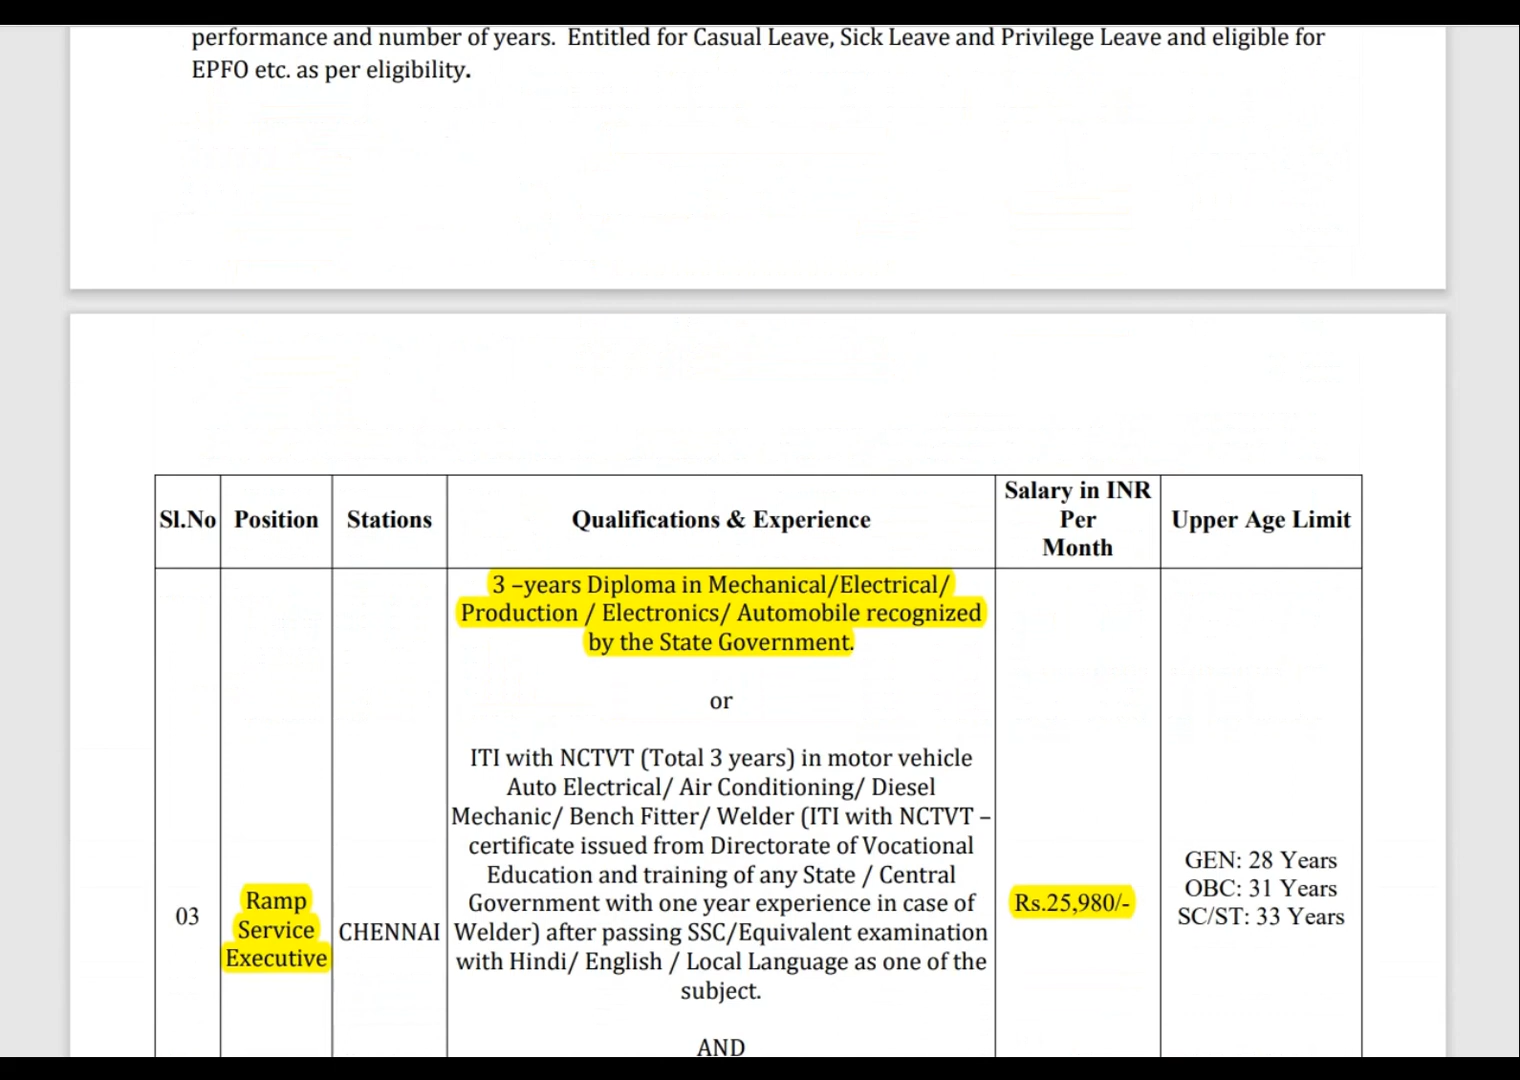 performance and number of years.  Entitled for Casual Leave, Sick Leave and Privilege Leave and eligible for
EPFO etc. as per eligibility.
Sl.No
Position
Stations
Qualifications & Experience
Salary in INR
Per
Month
Upper Age Limit
03
Ramp
Service
Executive
CHENNAI
3 –years Diploma in Mechanical/Electrical/
Production / Electronics/ Automobile recognized
by the State Government.
or
ITI with NCTVT (Total 3 years) in motor vehicle
Auto Electrical/ Air Conditioning/ Diesel
Mechanic/ Bench Fitter/ Welder (ITI with NCTVT –
certificate issued from Directorate of Vocational
Education and training of any State / Central
Government with one year experience in case of
Welder) after passing SSC/Equivalent examination
with Hindi/ English / Local Language as one of the
subject.
AND
Rs.25,980/-
GEN: 28 Years
OBC: 31 Years
SC/ST: 33 Years